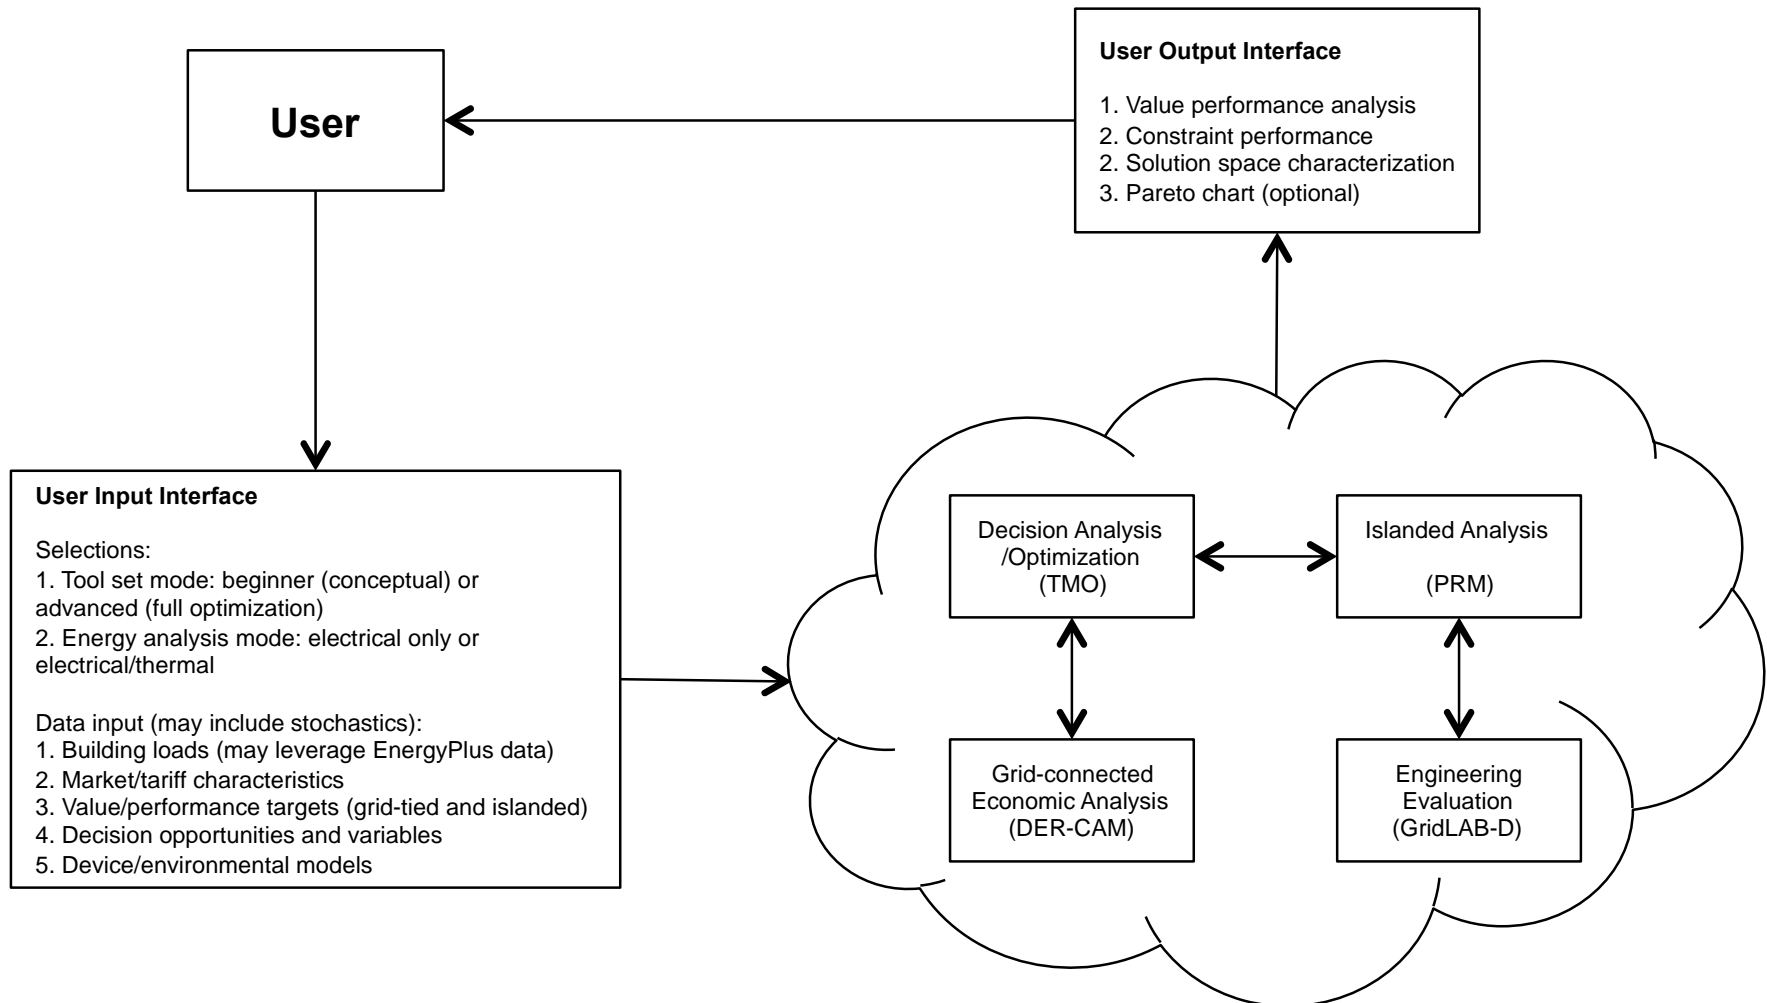 User
User Output Interface
1. Value performance analysis
2. Constraint performance
2. Solution space characterization
3. Pareto chart (optional)
User Input Interface
Selections:
1. Tool set mode: beginner (conceptual) or
advanced (full optimization)
2. Energy analysis mode: electrical only or
electrical/thermal
Data input (may include stochastics):
1. Building loads (may leverage EnergyPlus data)
2. Market/tariff characteristics
3. Value/performance targets (grid-tied and islanded)
4. Decision opportunities and variables
5. Device/environmental models
Decision Analysis
/Optimization
(TMO)
Islanded Analysis
(PRM)
Grid-connected
Economic Analysis
(DER-CAM)
Engineering
Evaluation
(GridLAB-D)